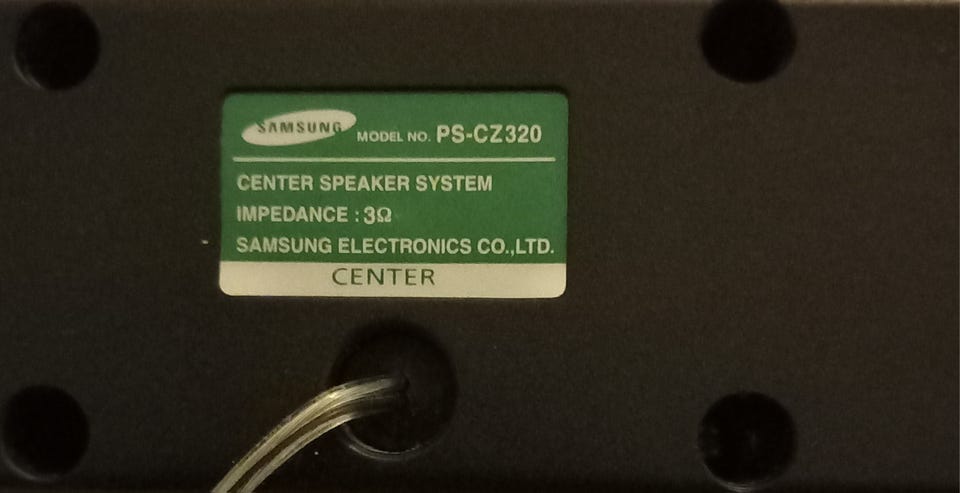 SAMSUNG MODEL NO. PS-CZ320
CENTER SPEAKER SYSTEM
IMPEDANCE : 3Ω
SAMSUNG ELECTRONICS CO.,LTD.
CENTER